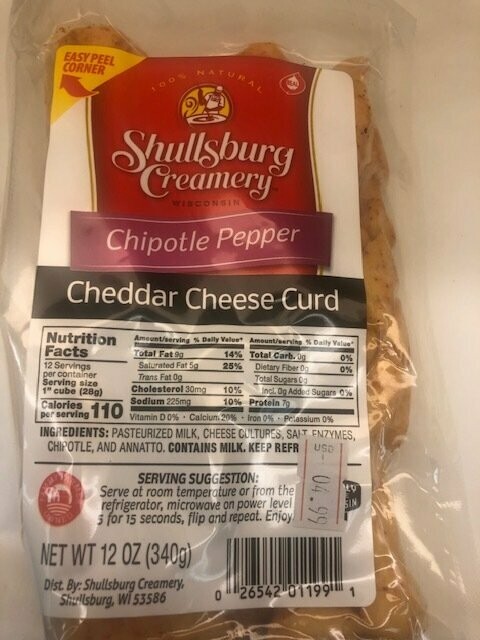 EASY PEEL
CORNER
100% NATURAL
REAL
Shullsburg
Creamery
WISCONSIN
Chipotle Pepper
Cheddar Cheese Curd
Nutrition
Facts
12 Servings
per container
Serving size
1" cube (28g)
Calories
per serving 110
Amount/serving % Daily Value*
Total Fat 9g 14%
Saturated Fat 5g 25%
Trans Fat 0g
Cholesterol 30mg 10%
Sodium 225mg 10%
Amount/serving % Daily Value*
Total Carb. 0g 0%
Dietary Fiber 0g 0%
Total Sugars 0g
Incl. 0g Added Sugars 0%
Protein 7g
Vitamin D 0% • Calcium 20% • Iron 0% • Potassium 0%
INGREDIENTS: PASTEURIZED MILK, CHEESE CULTURES, SALT, ENZYMES,
CHIPOTLE, AND ANNATTO. CONTAINS MILK. KEEP REFR
SERVING SUGGESTION:
Serve at room temperature or from the
refrigerator, microwave on power level
3 for 15 seconds, flip and repeat. Enjoy
USA
04.99
NET WT 12 OZ (340g)
Dist. By: Shullsburg Creamery,
Shullsburg, WI 53586
0 26542 01199 1